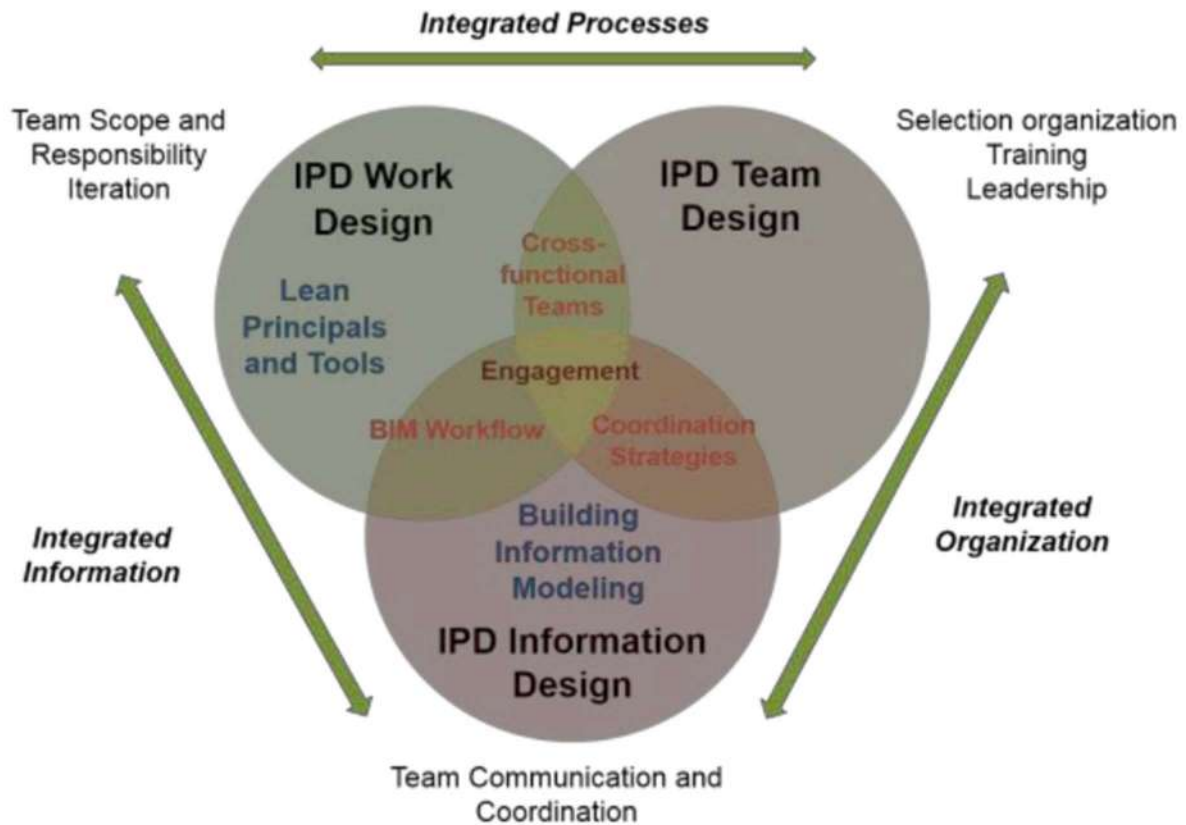 Integrated Processes
Team Scope and
Responsibility
Iteration
Selection organization
Training
Leadership
IPD Work
Design
IPD Team
Design
Cross-
functional
Teams
Lean
Principals
and Tools
Engagement
BIM Workflow
Coordination
Strategies
Building
Information
Modeling
Integrated
Information
Integrated
Organization
IPD Information
Design
Team Communication and
Coordination